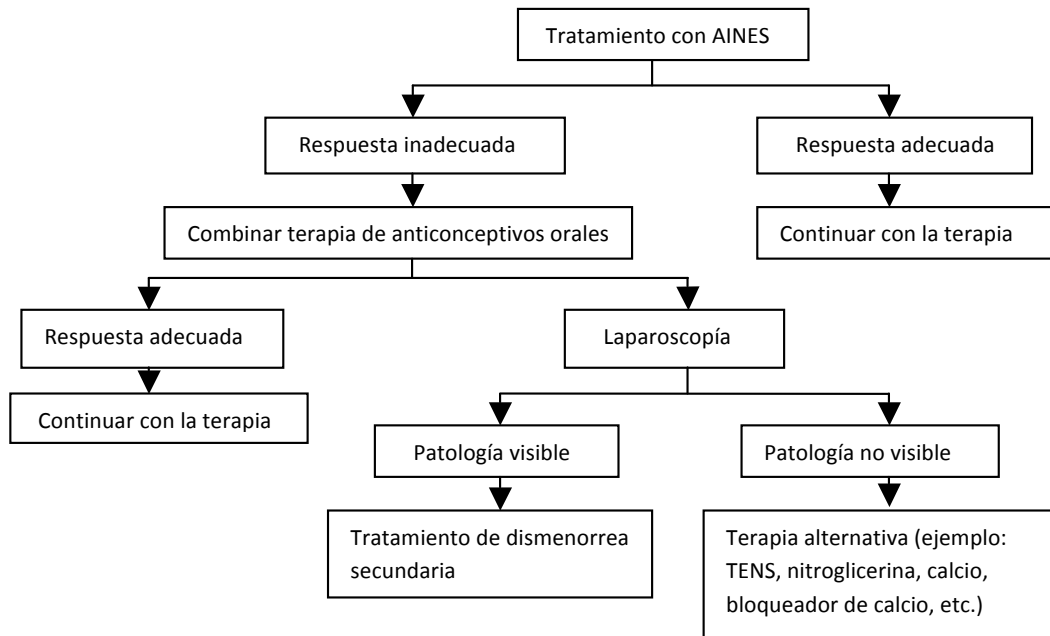 Tratamiento con AINES
Respuesta inadecuada
Respuesta adecuada
Combinar terapia de anticonceptivos orales
Continuar con la terapia
Respuesta adecuada
Laparoscopía
Continuar con la terapia
Patología visible
Patología no visible
Tratamiento de dismenorrea
secundaria
Terapia alternativa (ejemplo:
TENS, nitroglicerina, calcio,
bloqueador de calcio, etc.)